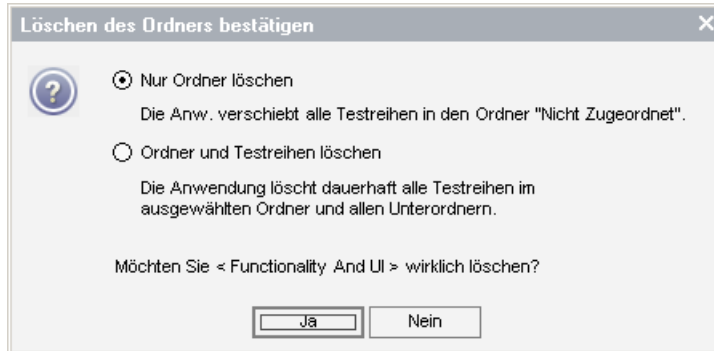 Löschen des Ordners bestätigen
Nur Ordner löschen
Die Anw. verschiebt alle Testreihen in den Ordner "Nicht Zugeordnet".
Ordner und Testreihen löschen
Die Anwendung löscht dauerhaft alle Testreihen im
ausgewählten Ordner und allen Unterordnern.
Möchten Sie < Functionality And UI > wirklich löschen?
Ja
Nein